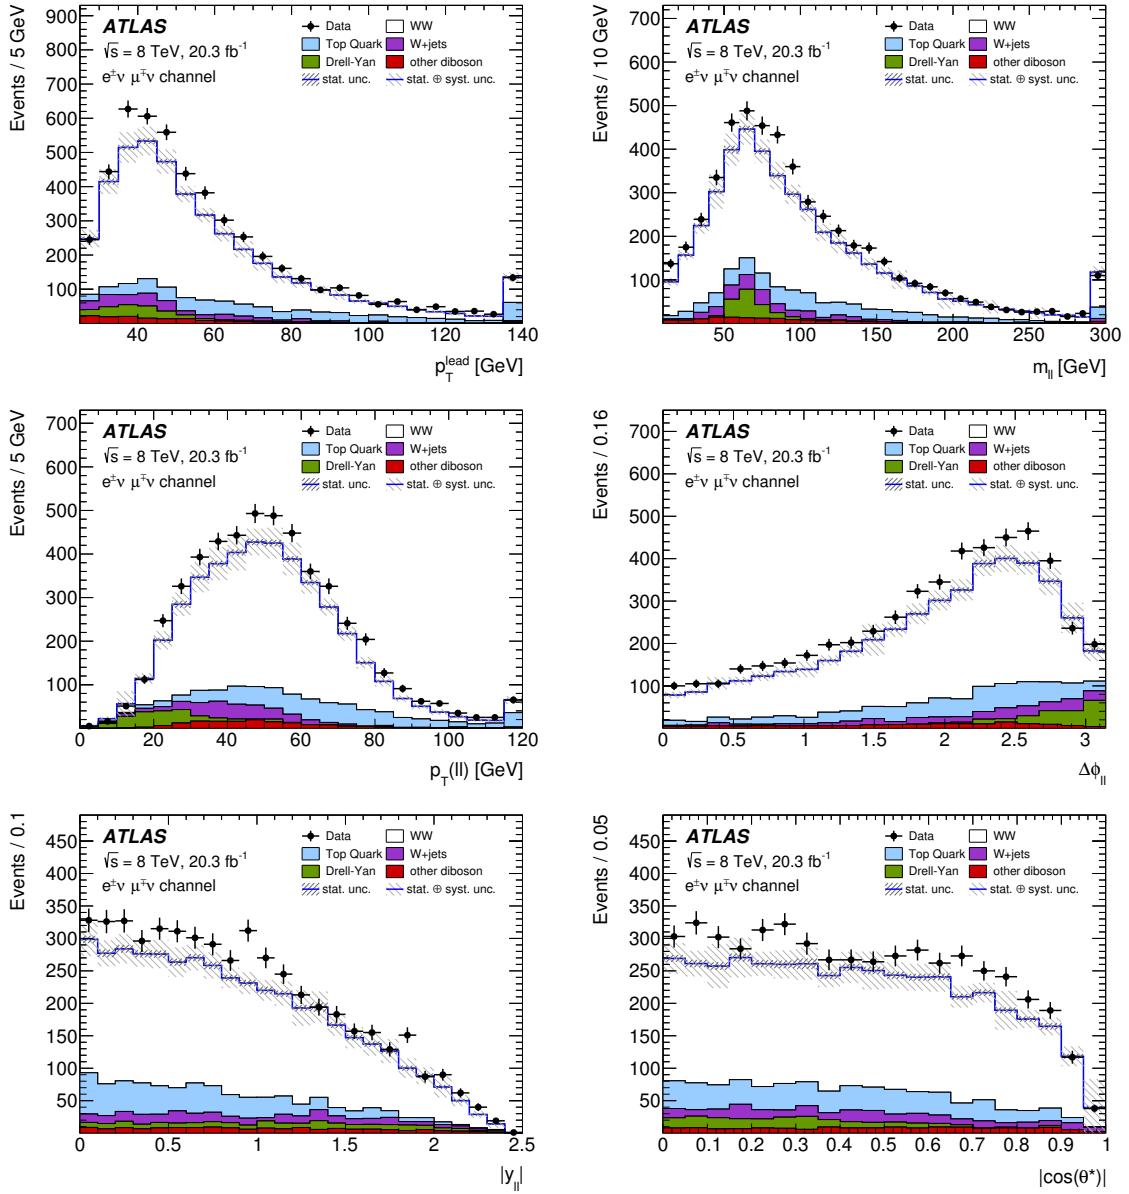 Events / 5 GeV
900
800
700
600
500
400
300
200
100
ATLAS
√s = 8 TeV, 20.3 fb⁻¹
e±ν μ∓ν channel
Data WW
Top Quark W+jets
Drell-Yan other diboson
stat. unc. stat. ⊕ syst. unc.
40 60 80 100 120 140
p_T^lead [GeV]
Events / 10 GeV
700
600
500
400
300
200
100
ATLAS
√s = 8 TeV, 20.3 fb⁻¹
e±ν μ∓ν channel
Data WW
Top Quark W+jets
Drell-Yan other diboson
stat. unc. stat. ⊕ syst. unc.
0 50 100 150 200 250 300
m_ll [GeV]
Events / 5 GeV
700
600
500
400
300
200
100
ATLAS
√s = 8 TeV, 20.3 fb⁻¹
e±ν μ∓ν channel
Data WW
Top Quark W+jets
Drell-Yan other diboson
stat. unc. stat. ⊕ syst. unc.
0 20 40 60 80 100 120
p_T(ll) [GeV]
Events / 0.16
700
600
500
400
300
200
100
ATLAS
√s = 8 TeV, 20.3 fb⁻¹
e±ν μ∓ν channel
Data WW
Top Quark W+jets
Drell-Yan other diboson
stat. unc. stat. ⊕ syst. unc.
0 0.5 1 1.5 2 2.5 3
Δϕ_ll
Events / 0.1
450
400
350
300
250
200
150
100
50
ATLAS
√s = 8 TeV, 20.3 fb⁻¹
e±ν μ∓ν channel
Data WW
Top Quark W+jets
Drell-Yan other diboson
stat. unc. stat. ⊕ syst. unc.
0 0.5 1 1.5 2 2.5
|y_ll|
Events / 0.05
450
400
350
300
250
200
150
100
50
ATLAS
√s = 8 TeV, 20.3 fb⁻¹
e±ν μ∓ν channel
Data WW
Top Quark W+jets
Drell-Yan other diboson
stat. unc. stat. ⊕ syst. unc.
0 0.1 0.2 0.3 0.4 0.5 0.6 0.7 0.8 0.9 1
|cos(θ*)|